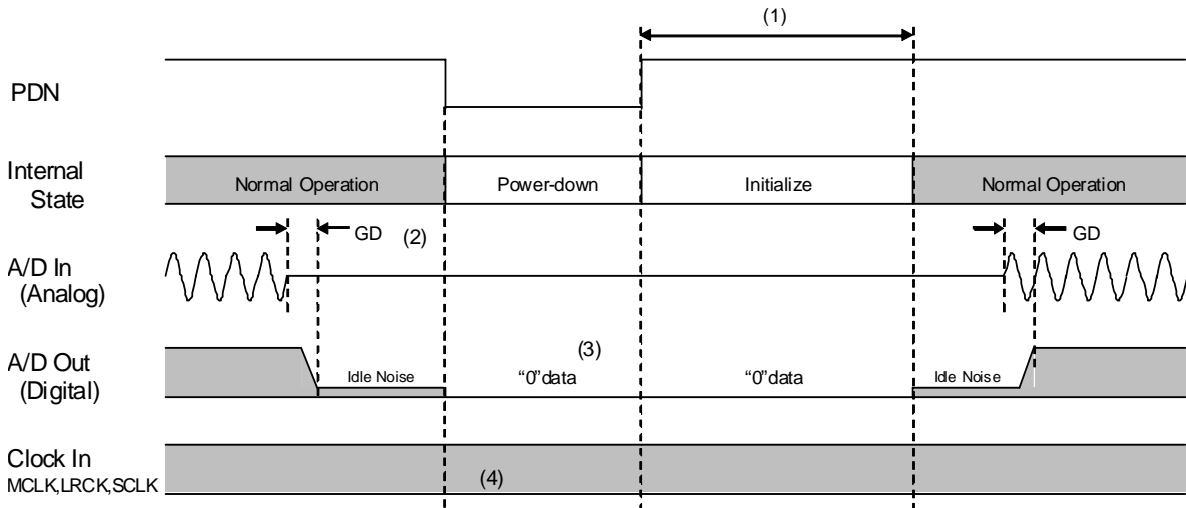 (1)
PDN
Internal
State
Normal Operation
Power-down
Initialize
Normal Operation
GD
(2)
GD
A/D In
(Analog)
A/D Out
(Digital)
Idle Noise
“0”data
(3)
“0”data
Idle Noise
Clock In
MCLK,LRCK,SCLK
(4)